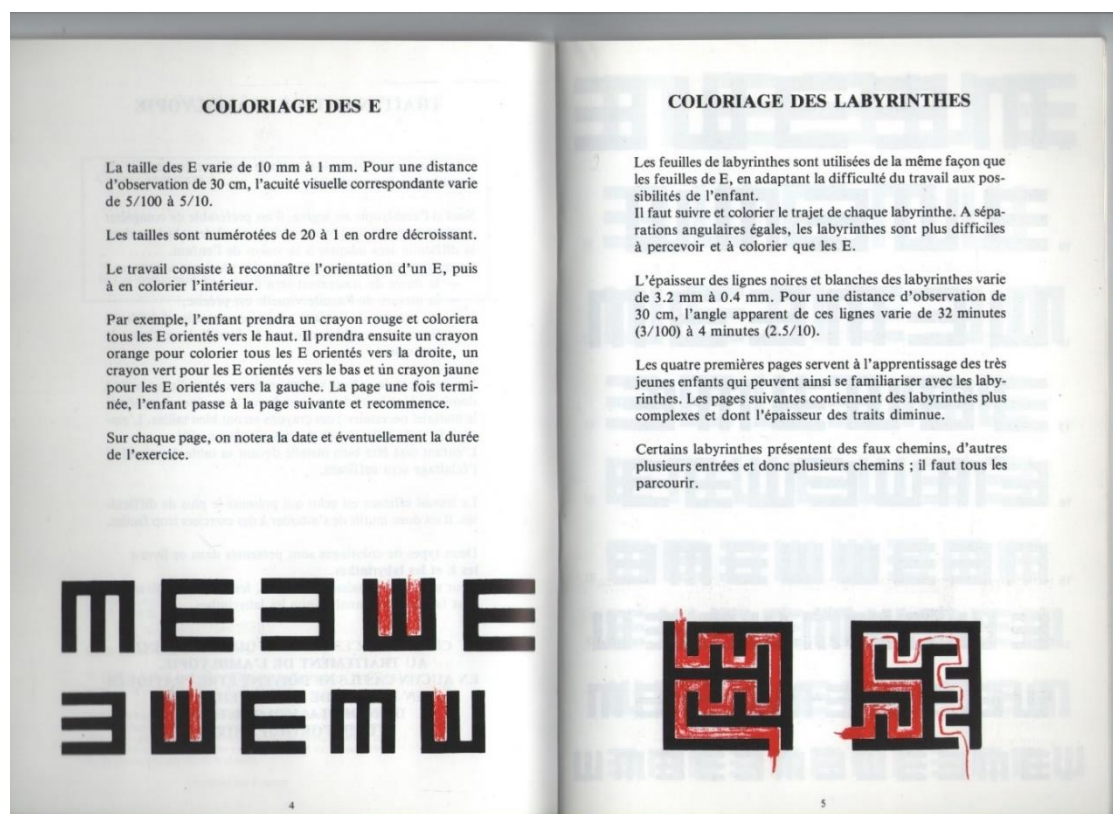 COLORIAGE DES E
La taille des E varie de 10 mm à 1 mm. Pour une distance
d'observation de 30 cm, l'acuité visuelle correspondante varie
de 5/100 à 5/10.
Les tailles sont numérotées de 20 à 1 en ordre décroissant.
Le travail consiste à reconnaître l'orientation d'un E, puis
à en colorier l'intérieur.
Par exemple, l'enfant prendra un crayon rouge et coloriera
tous les E orientés vers le haut. Il prendra ensuite un crayon
orange pour colorier tous les E orientés vers la droite, un
crayon vert pour les E orientés vers le bas et un crayon jaune
pour les E orientés vers la gauche. La page une fois termi-
née, l'enfant passe à la page suivante et recommence.
Sur chaque page, on notera la date et éventuellement la durée
de l'exercice.
4
COLORIAGE DES LABYRINTHES
Les feuilles de labyrinthes sont utilisées de la même façon que
les feuilles de E, en adaptant la difficulté du travail aux pos-
sibilités de l'enfant.
Il faut suivre et colorier le trajet de chaque labyrinthe. A sépa-
rations angulaires égales, les labyrinthes sont plus difficiles
à percevoir et à colorier que les E.
L'épaisseur des lignes noires et blanches des labyrinthes varie
de 3.2 mm à 0.4 mm. Pour une distance d'observation de
30 cm, l'angle apparent de ces lignes varie de 32 minutes
(3/100) à 4 minutes (2.5/10).
Les quatre premières pages servent à l'apprentissage des très
jeunes enfants qui peuvent ainsi se familiariser avec les laby-
rinthes. Les pages suivantes contiennent des labyrinthes plus
complexes et dont l'épaisseur des traits diminue.
Certains labyrinthes présentent des faux chemins, d'autres
plusieurs entrées et donc plusieurs chemins ; il faut tous les
parcourir.
5